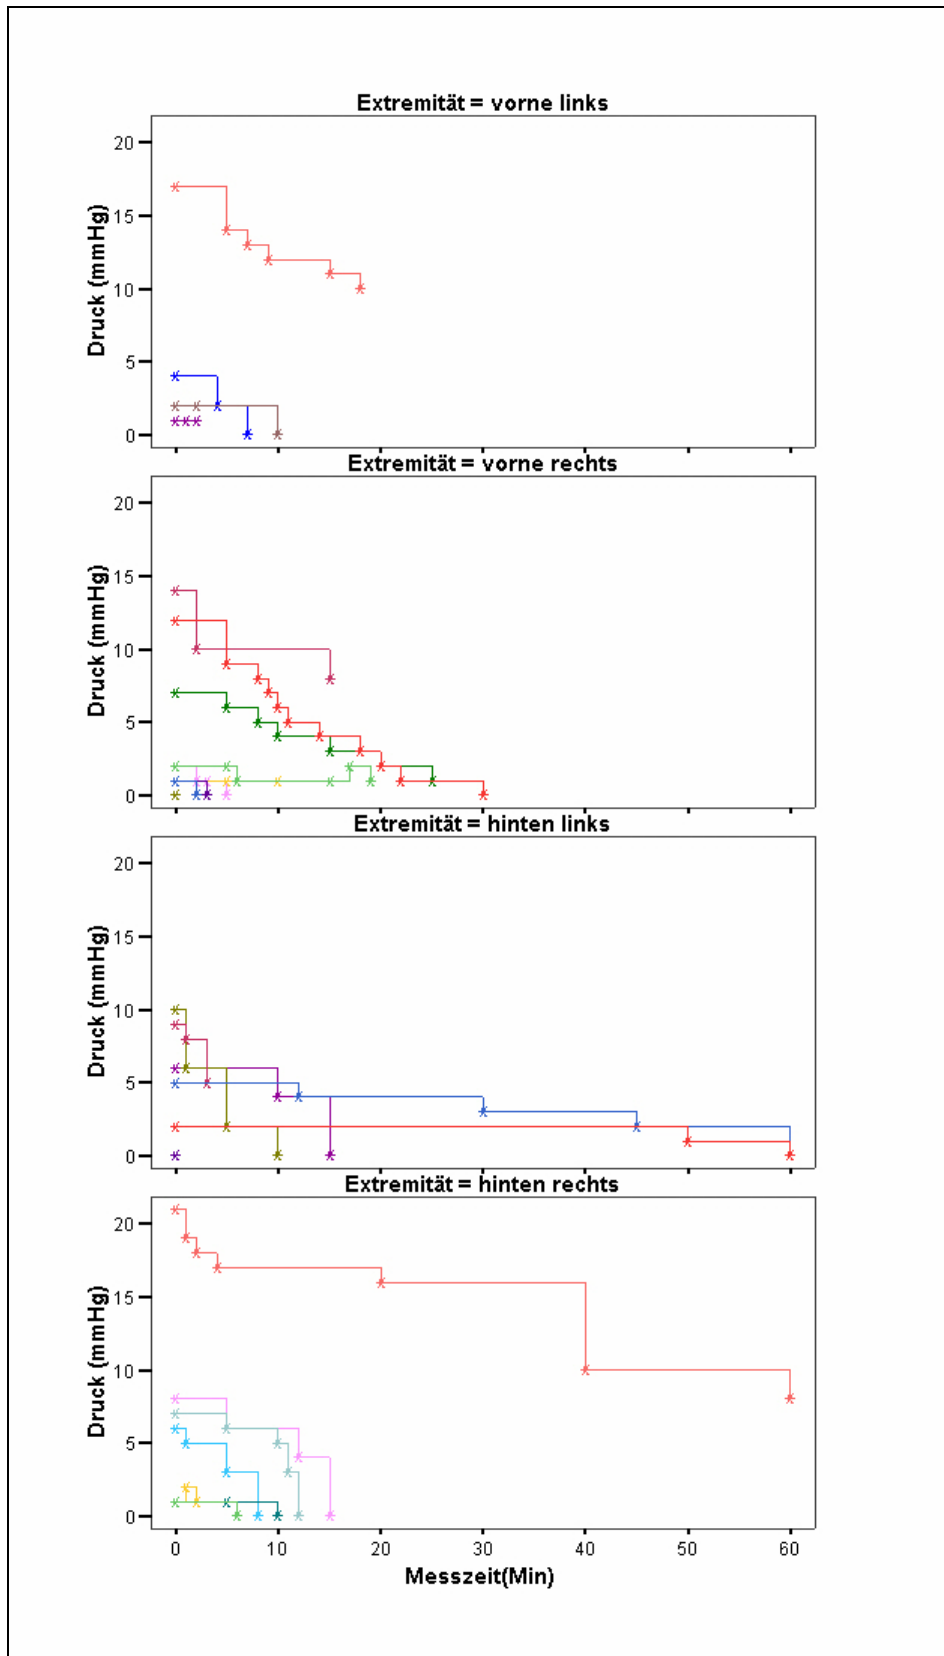 Extremität = vorne links
20
15
10
5
0
Druck (mmHg)
Extremität = vorne rechts
20
15
10
5
0
Druck (mmHg)
Extremität = hinten links
20
15
10
5
0
Druck (mmHg)
Extremität = hinten rechts
20
15
10
5
0
Druck (mmHg)
0 10 20 30 40 50 60
Messzeit(Min)